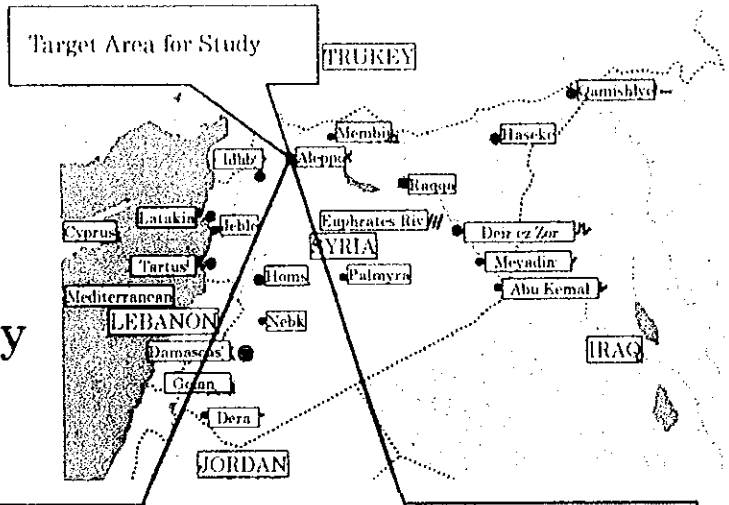 Target Area for Study
TRUKEY
Qamishlye
Membij
Haseke
Idlib
Aleppo
Raqqa
Latakia
Jeble
Euphrates Riv
Cyprus
Deir ez Zor
SYRIA
Tartus
Homs
Palmyra
Meyadin
Mediterranean
Abu Kemal
LEBANON
Nebk
y
Damascus
IRAQ
Golan
Dera
JORDAN